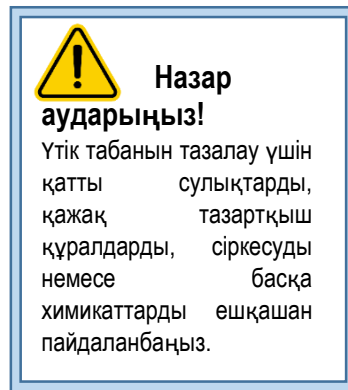 Назар
аударыңыз!
Үтік табанын тазалау үшін
қатты сулықтарды,
қажақ тазартқыш
құралдарды, сіркесуды
немесе басқа
химикаттарды ешқашан
пайдаланбаңыз.